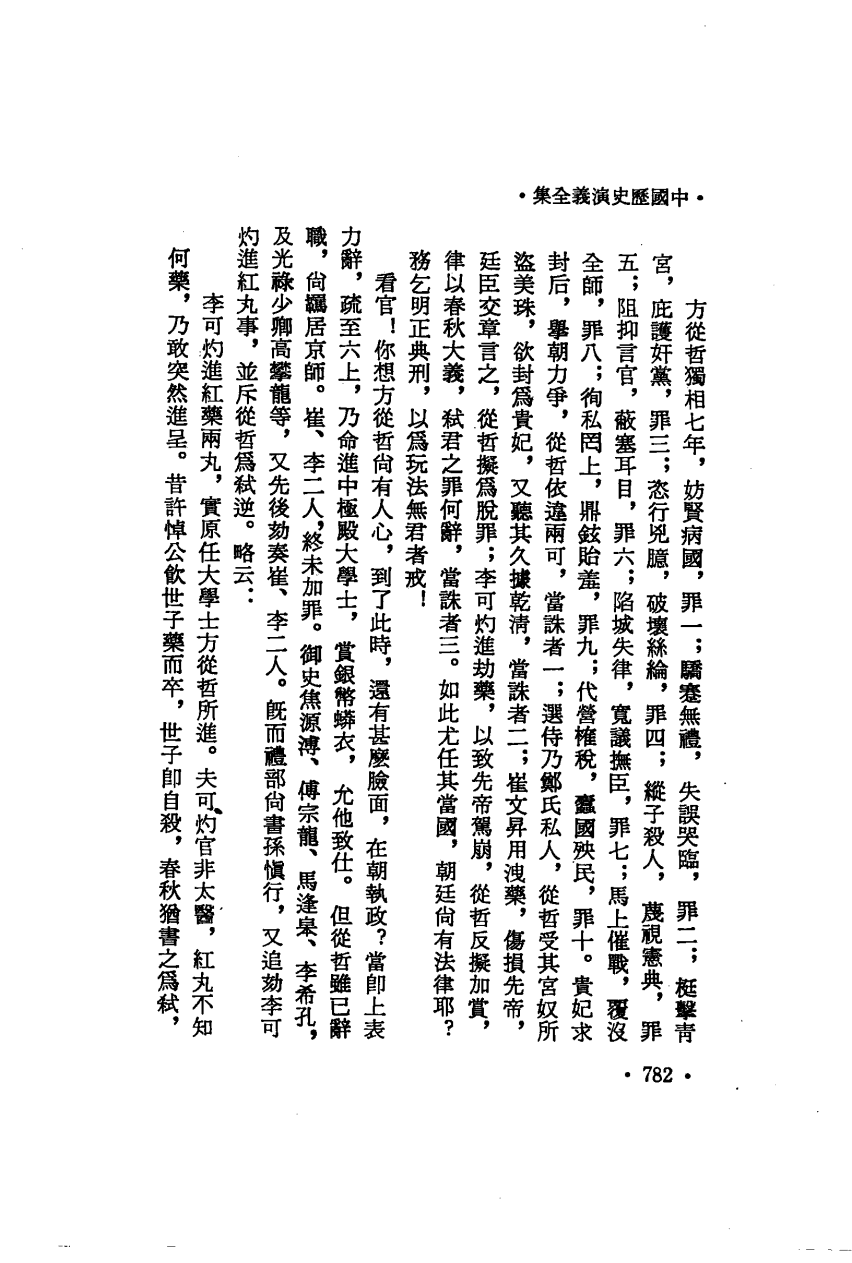 •中國歷史演義全集•
方從哲獨相七年，妨賢病國，罪一；驕蹇無禮，失誤哭臨，罪二；梃擊靑
宮，庇護奸黨，罪三；恣行兇臆，破壞絲綸，罪四；縱子殺人，蔑視憲典，罪
五；阻抑言官，蔽塞耳目，罪六；陷城失律，寬議撫臣，罪七；馬上催戰，覆沒
全師，罪八；徇私罔上，鼎鉉貽羞，罪九；代營榷稅，蠹國殃民，罪十。貴妃求
封后，舉朝力爭，從哲依違兩可，當誅者一；選侍乃鄭氏私人，從哲受其宮奴所
盜美珠，欲封爲貴妃，又聽其久據乾淸，當誅者二；崔文昇用洩藥，傷損先帝，
廷臣交章言之，從哲擬爲脫罪；李可灼進劫藥，以致先帝駕崩，從哲反擬加賞，
律以春秋大義，弒君之罪何辭，當誅者三。如此尤任其當國，朝廷尙有法律耶？
務乞明正典刑，以爲玩法無君者戒！
看官！你想方從哲尙有人心，到了此時，還有甚麼臉面，在朝執政？當卽上表
力辭，疏至六上，乃命進中極殿大學士，賞銀幣蟒衣，允他致仕。但從哲雖已辭
職，尙羈居京師。崔、李二人，終未加罪。御史焦源溥、傅宗龍、馬逢皋、李希孔，
及光祿少卿高攀龍等，又先後劾奏崔、李二人。旣而禮部尙書孫愼行，又追劾李可
灼進紅丸事，並斥從哲爲弒逆。略云：
李可灼進紅藥兩丸，實原任大學士方從哲所進。夫可灼官非太醫，紅丸不知
何藥，乃敢突然進呈。昔許悼公飮世子藥而卒，世子卽自殺，春秋猶書之爲弒，
•782•